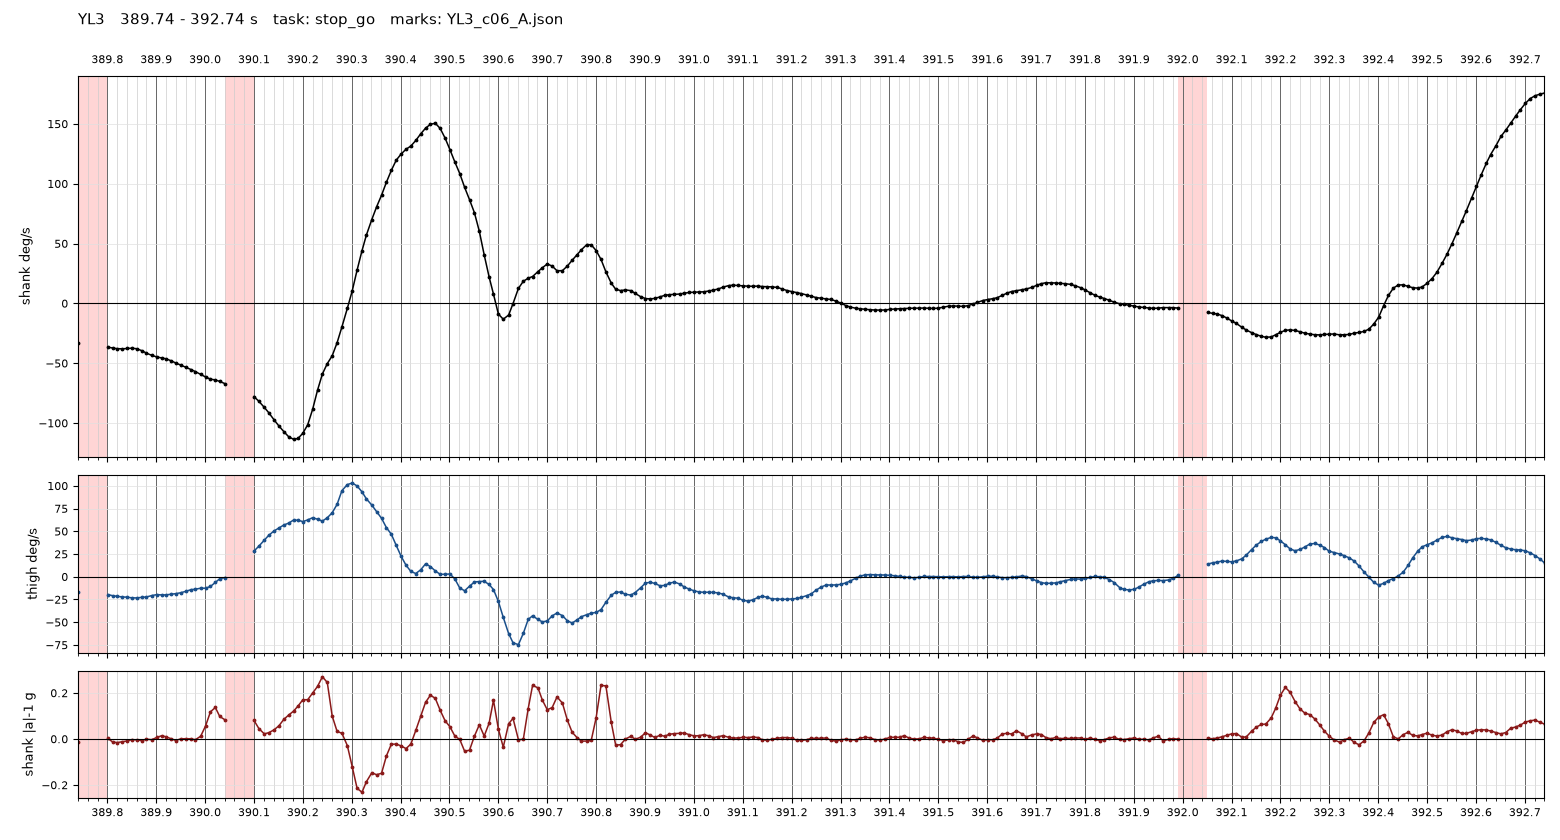 YL3   389.74 - 392.74 s   task: stop_go   marks: YL3_c06_A.json
389.8 389.9 390.0 390.1 390.2 390.3 390.4 390.5 390.6 390.7 390.8 390.9 391.0 391.1 391.2 391.3 391.4 391.5 391.6 391.7 391.8 391.9 392.0 392.1 392.2 392.3 392.4 392.5 392.6 392.7
shank deg/s
150
100
50
0
−50
−100
thigh deg/s
100
75
50
25
0
−25
−50
−75
shank |a|-1 g
0.2
0.0
−0.2
389.8 389.9 390.0 390.1 390.2 390.3 390.4 390.5 390.6 390.7 390.8 390.9 391.0 391.1 391.2 391.3 391.4 391.5 391.6 391.7 391.8 391.9 392.0 392.1 392.2 392.3 392.4 392.5 392.6 392.7